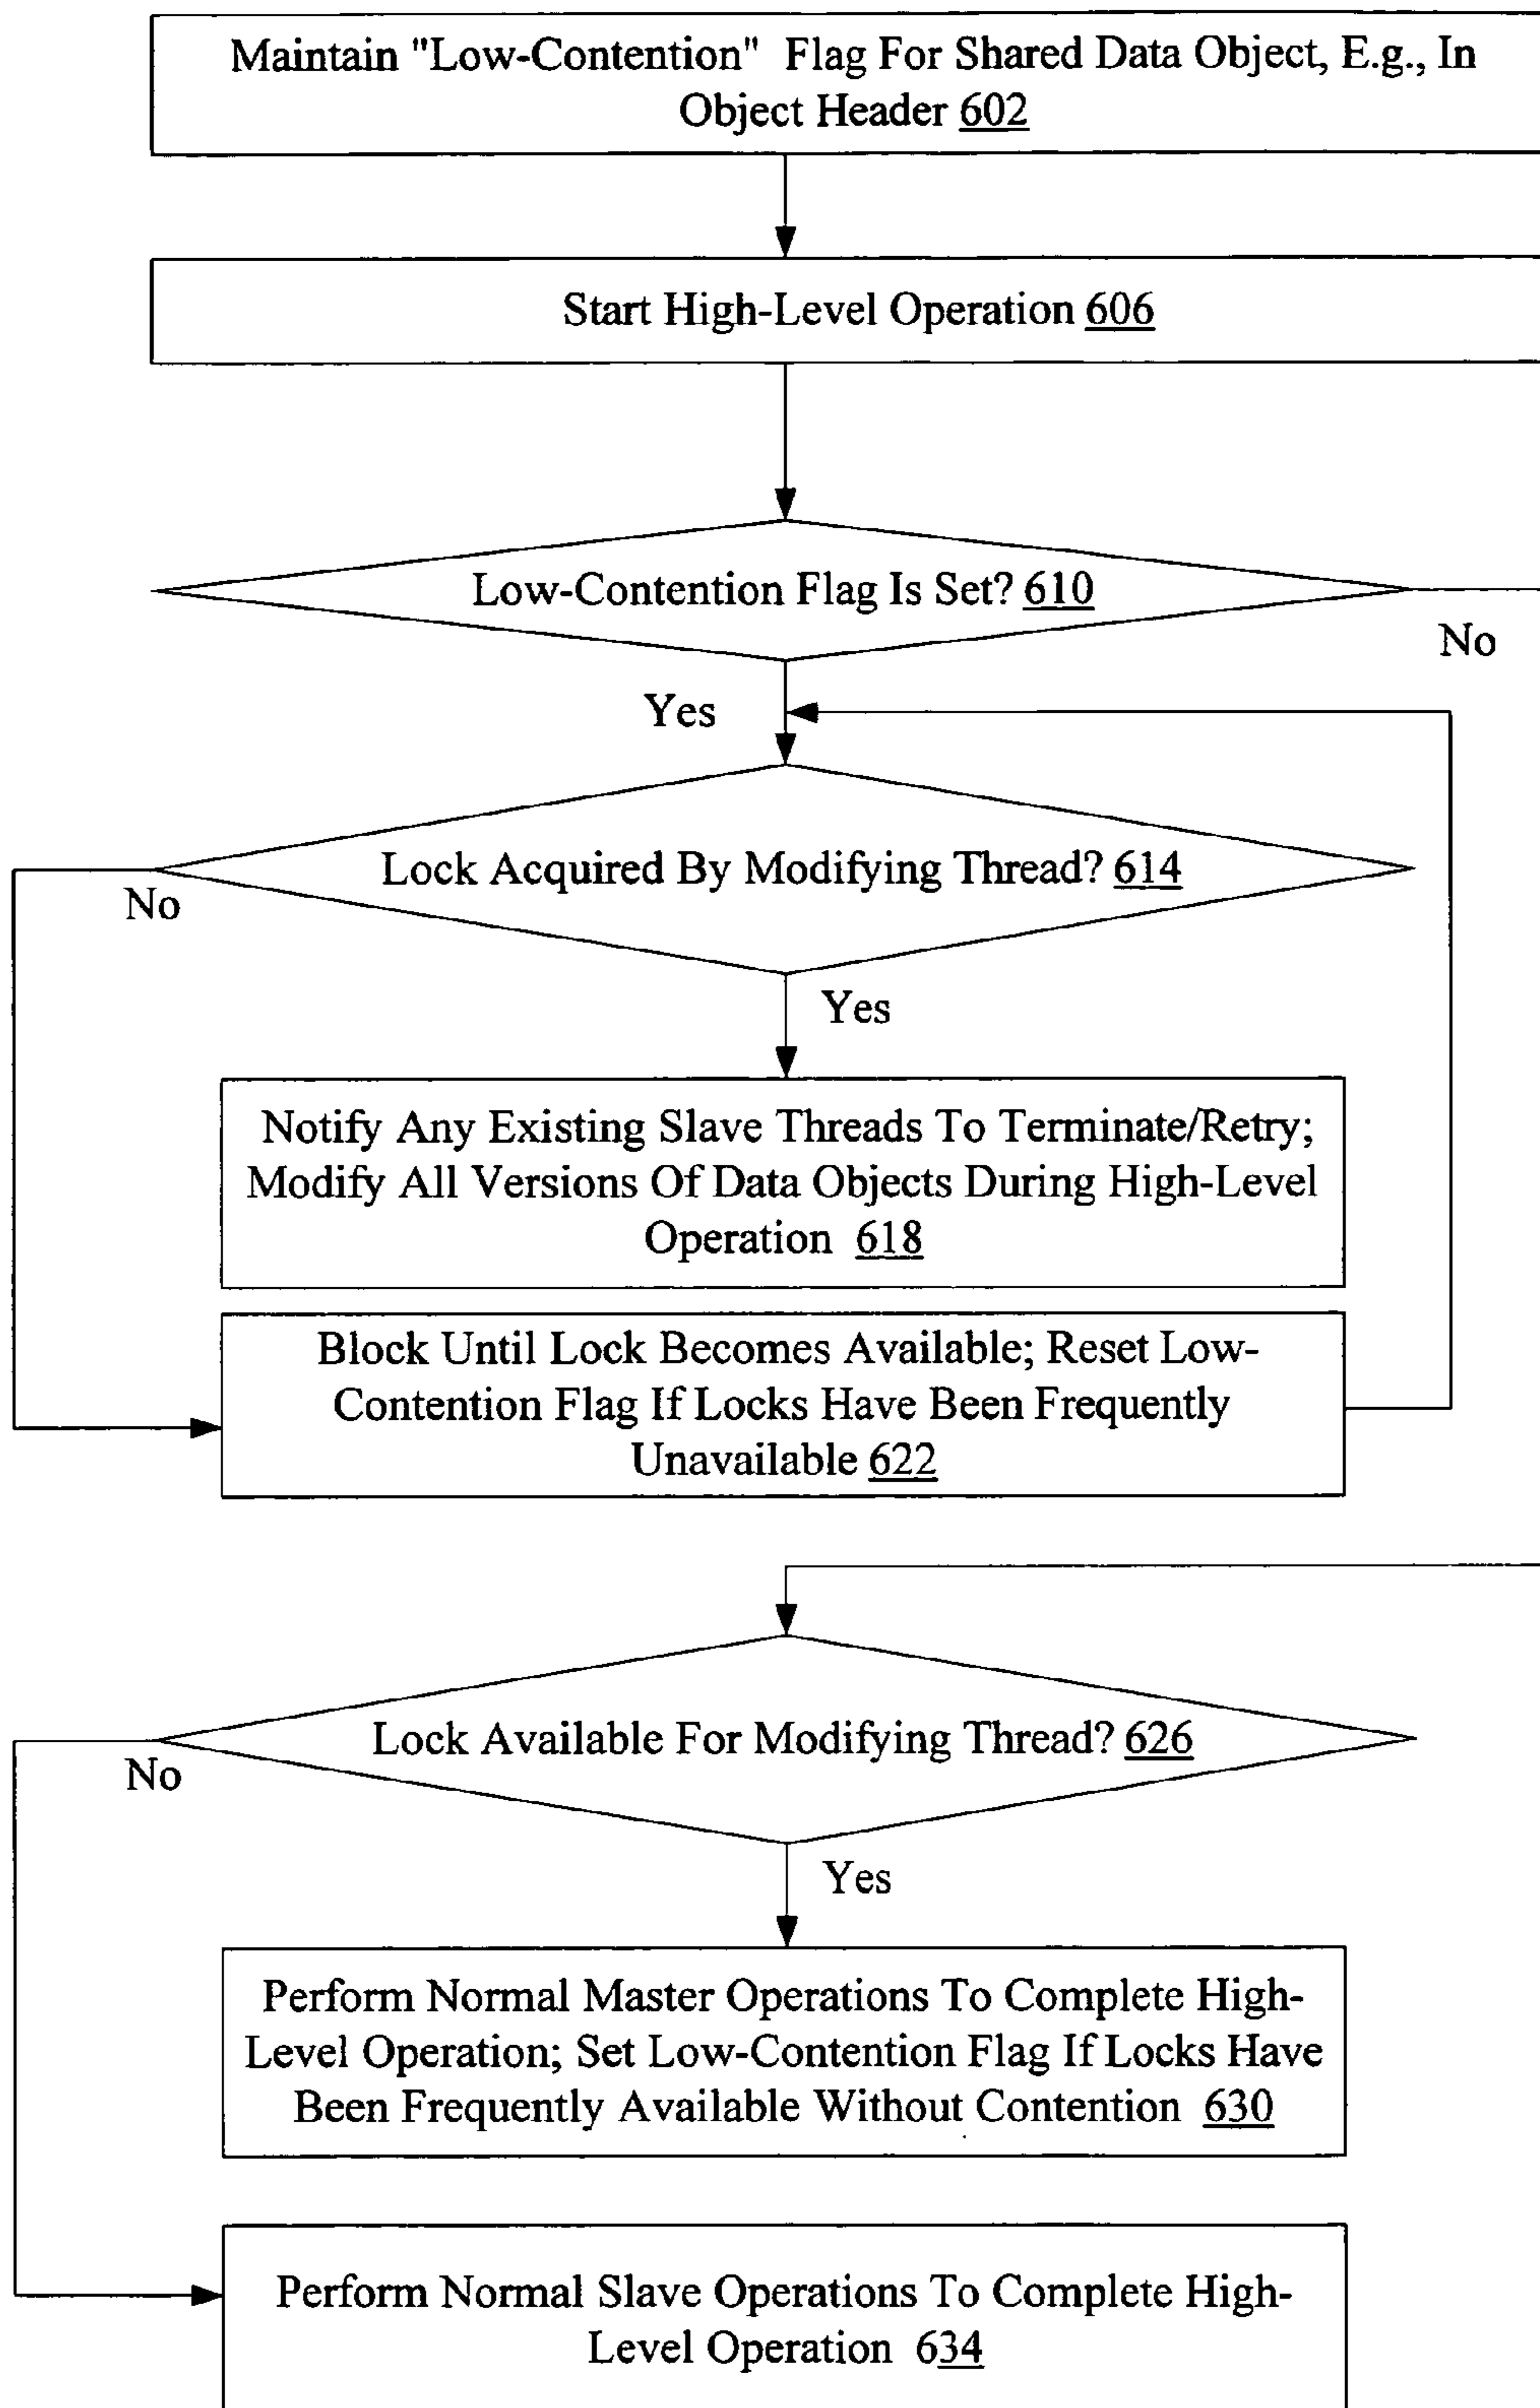 Maintain "Low-Contention" Flag For Shared Data Object, E.g., In
Object Header 602
Start High-Level Operation 606
Low-Contention Flag Is Set? 610
No
Yes
Lock Acquired By Modifying Thread? 614
No
Yes
Notify Any Existing Slave Threads To Terminate/Retry;
Modify All Versions Of Data Objects During High-Level
Operation 618
Block Until Lock Becomes Available; Reset Low-
Contention Flag If Locks Have Been Frequently
Unavailable 622
Lock Available For Modifying Thread? 626
No
Yes
Perform Normal Master Operations To Complete High-
Level Operation; Set Low-Contention Flag If Locks Have
Been Frequently Available Without Contention 630
Perform Normal Slave Operations To Complete High-
Level Operation 634